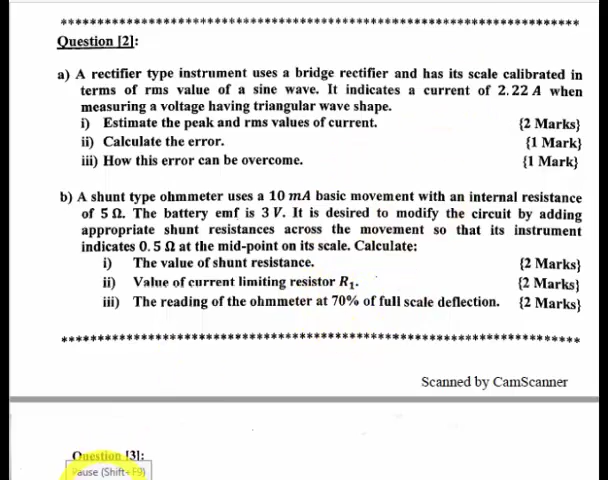 ************************************************************
Question [2]:
a) A rectifier type instrument uses a bridge rectifier and has its scale calibrated in
terms of rms value of a sine wave. It indicates a current of 2.22 A when
measuring a voltage having triangular wave shape.
i) Estimate the peak and rms values of current. {2 Marks}
ii) Calculate the error. {1 Mark}
iii) How this error can be overcome. {1 Mark}
b) A shunt type ohmmeter uses a 10 mA basic movement with an internal resistance
of 5 Ω. The battery emf is 3 V. It is desired to modify the circuit by adding
appropriate shunt resistances across the movement so that its instrument
indicates 0.5 Ω at the mid-point on its scale. Calculate:
i) The value of shunt resistance. {2 Marks}
ii) Value of current limiting resistor R₁. {2 Marks}
iii) The reading of the ohmmeter at 70% of full scale deflection. {2 Marks}
************************************************************
Scanned by CamScanner
Question [3]:
Pause (Shift+F9)